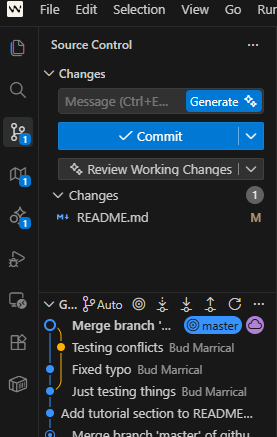 File Edit Selection View Go Run
Source Control
Changes
Message (Ctrl+E...
Generate
Commit
Review Working Changes
Changes 1
README.md M
1
1
1
G... Auto
Merge branch '... master
Testing conflicts Bud Marrical
Fixed typo Bud Marrical
Just testing things Bud Marrical
Add tutorial section to README...
Merge branch 'master' of githu...